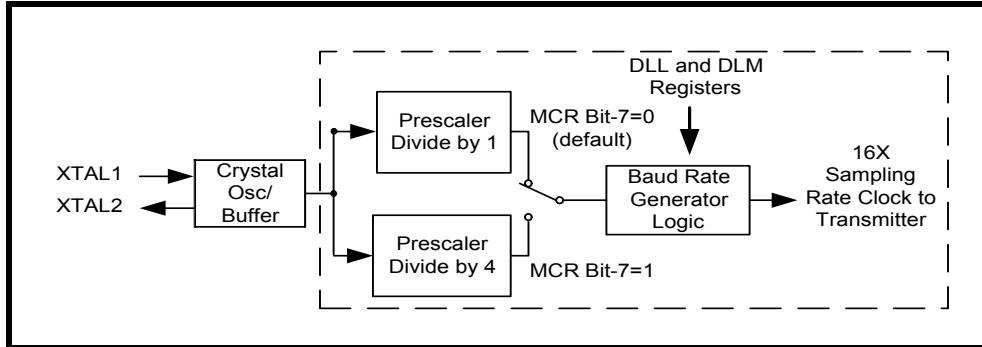 DLL and DLM
Registers
Prescaler
Divide by 1
MCR Bit-7=0
(default)
XTAL1
XTAL2
Crystal
Osc/
Buffer
Baud Rate
Generator
Logic
16X
Sampling
Rate Clock to
Transmitter
Prescaler
Divide by 4
MCR Bit-7=1